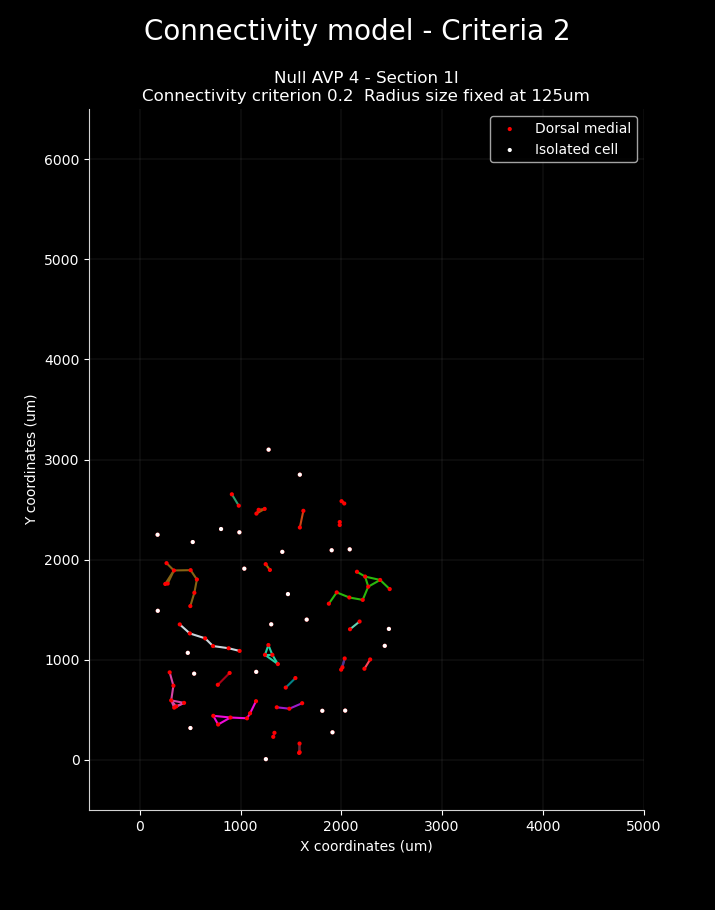 Connectivity model - Criteria 2
Null AVP 4 - Section 1l
Connectivity criterion 0.2  Radius size fixed at 125um
Dorsal medial
Isolated cell
6000
5000
4000
3000
2000
1000
0
Y coordinates (um)
0
1000
2000
3000
4000
5000
X coordinates (um)